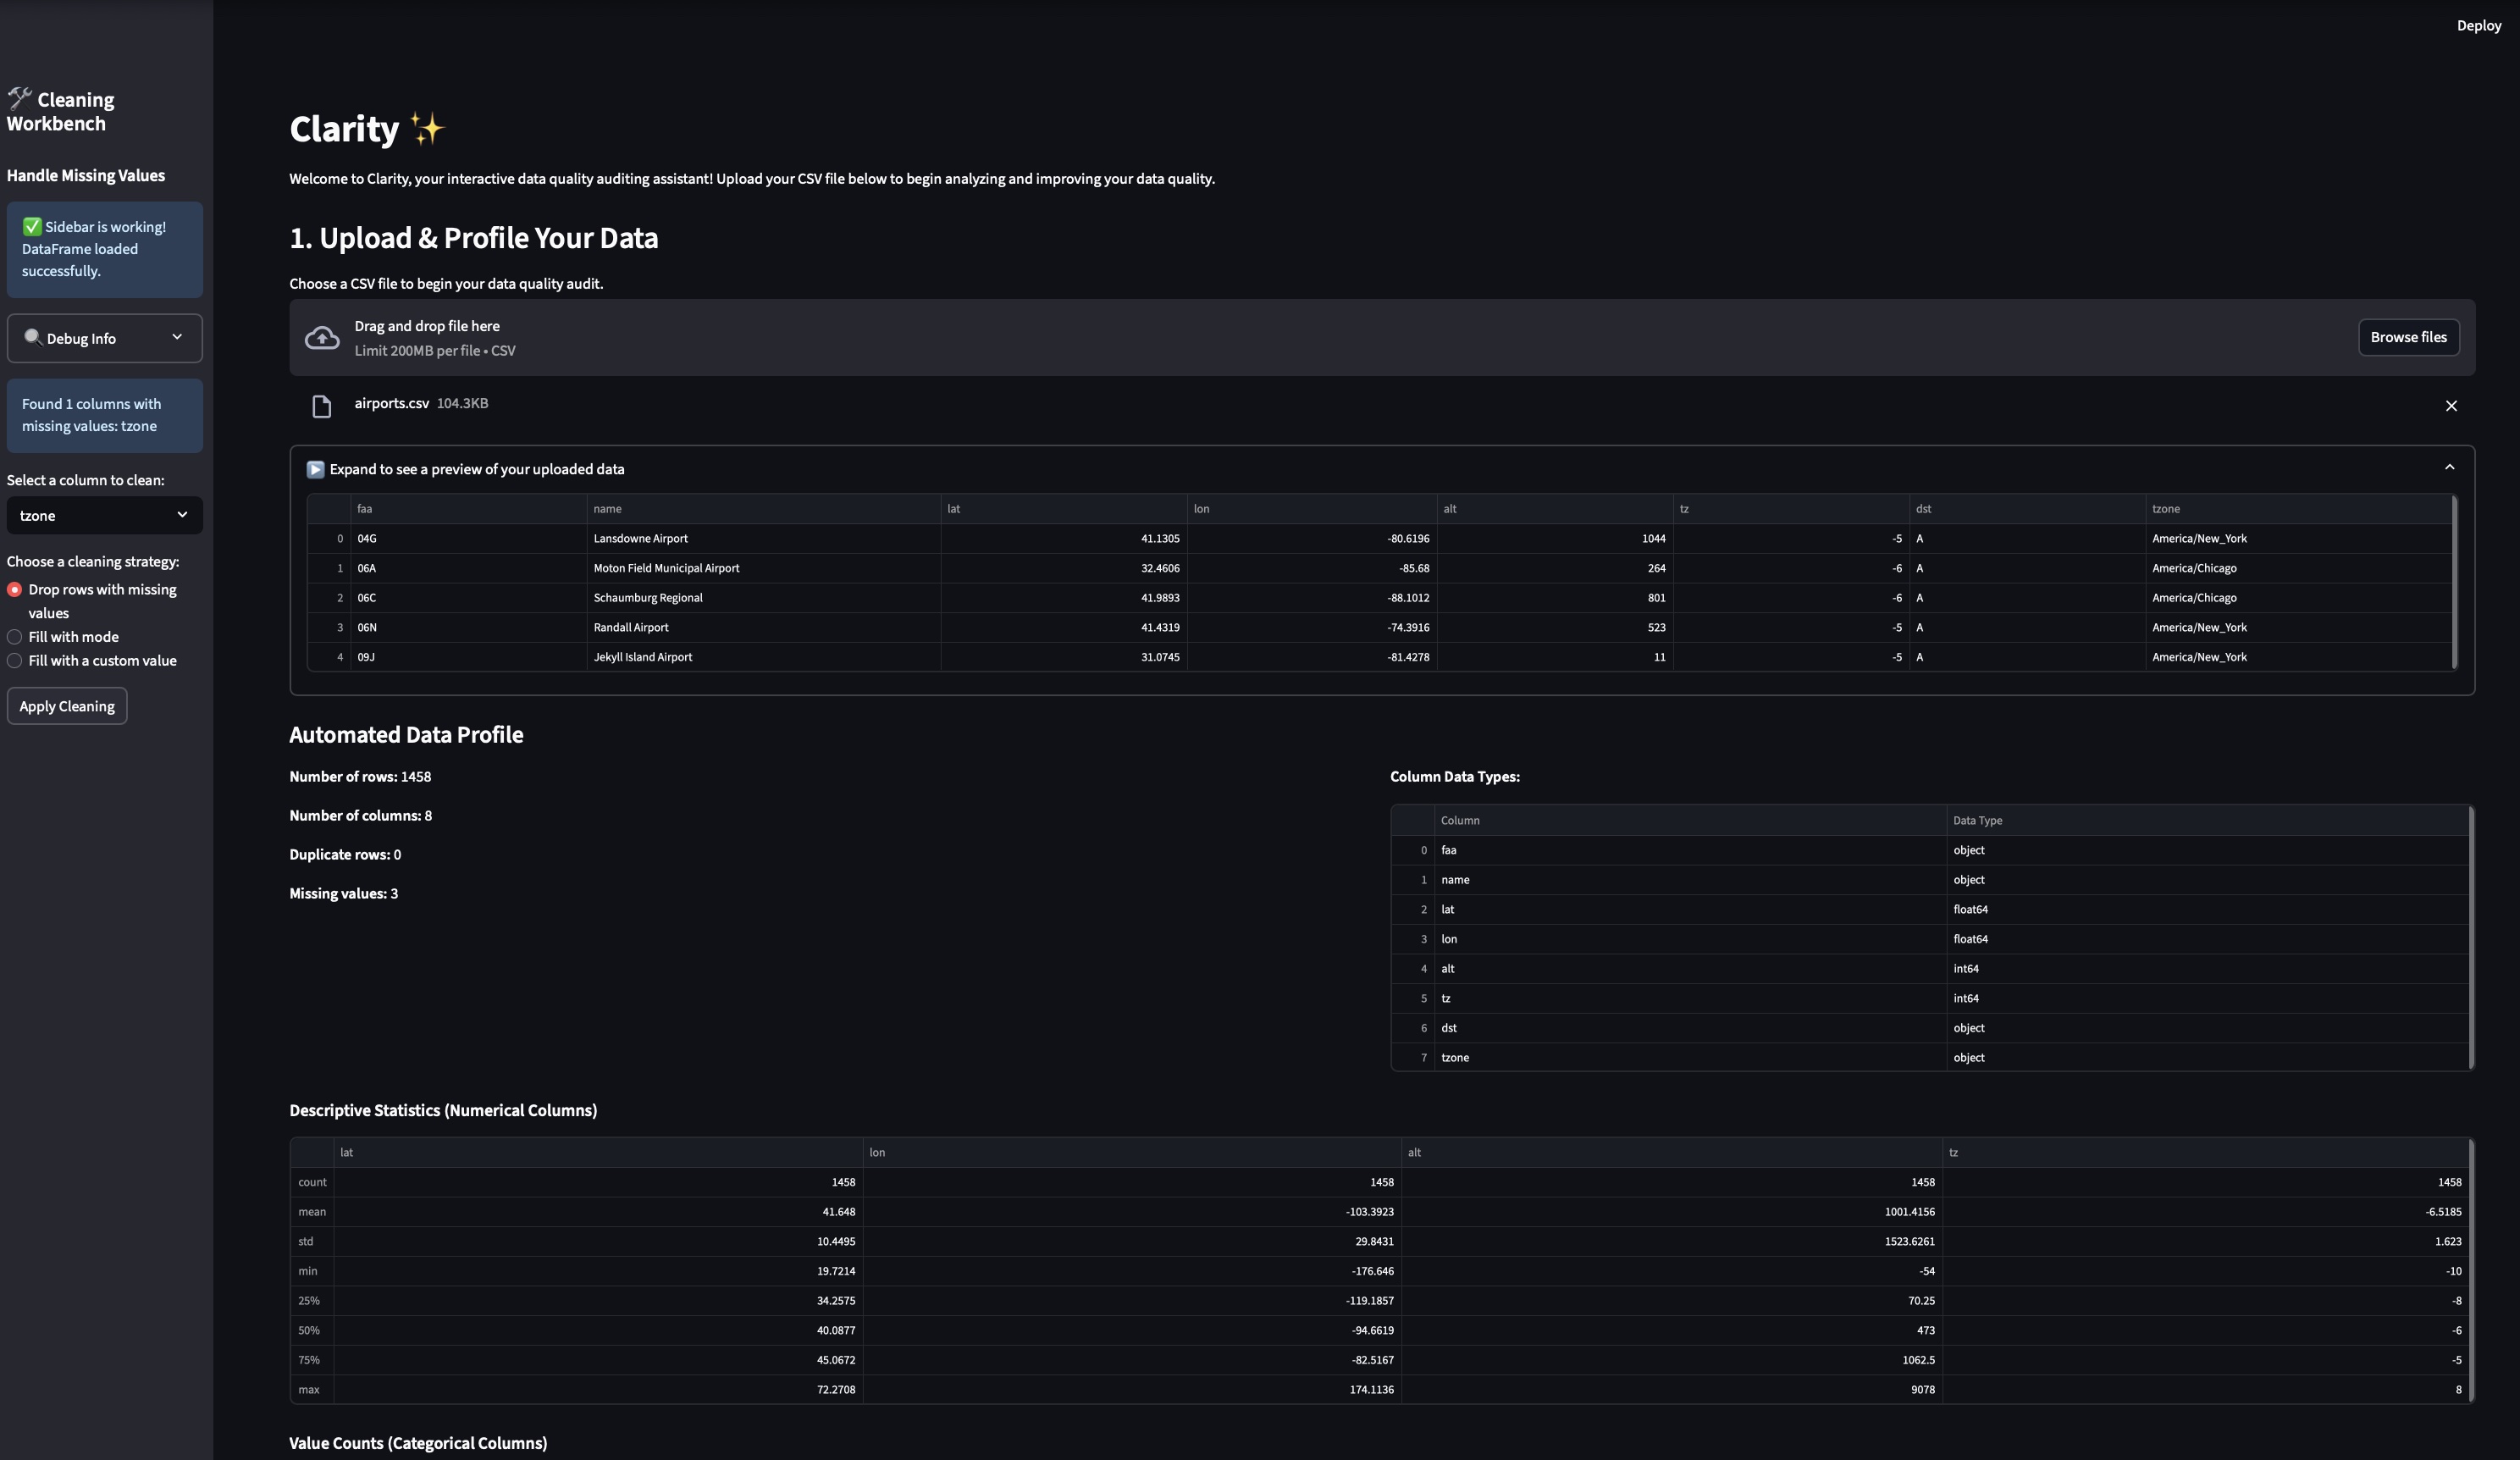 Deploy
🛠️ Cleaning
Workbench
Handle Missing Values
✅ Sidebar is working!
DataFrame loaded
successfully.
🔍 Debug Info
Found 1 columns with
missing values: tzone
Select a column to clean:
tzone
Choose a cleaning strategy:
Drop rows with missing
values
Fill with mode
Fill with a custom value
Apply Cleaning
Clarity ✨
Welcome to Clarity, your interactive data quality auditing assistant! Upload your CSV file below to begin analyzing and improving your data quality.
1. Upload & Profile Your Data
Choose a CSV file to begin your data quality audit.
Drag and drop file here
Limit 200MB per file • CSV
Browse files
airports.csv 104.3KB
▶️ Expand to see a preview of your uploaded data
faa name lat lon alt tz dst tzone
0 04G Lansdowne Airport 41.1305 -80.6196 1044 -5 A America/New_York
1 06A Moton Field Municipal Airport 32.4606 -85.68 264 -6 A America/Chicago
2 06C Schaumburg Regional 41.9893 -88.1012 801 -6 A America/Chicago
3 06N Randall Airport 41.4319 -74.3916 523 -5 A America/New_York
4 09J Jekyll Island Airport 31.0745 -81.4278 11 -5 A America/New_York
Automated Data Profile
Number of rows: 1458
Number of columns: 8
Duplicate rows: 0
Missing values: 3
Column Data Types:
Column Data Type
0 faa object
1 name object
2 lat float64
3 lon float64
4 alt int64
5 tz int64
6 dst object
7 tzone object
Descriptive Statistics (Numerical Columns)
lat lon alt tz
count 1458 1458 1458 1458
mean 41.648 -103.3923 1001.4156 -6.5185
std 10.4495 29.8431 1523.6261 1.623
min 19.7214 -176.646 -54 -10
25% 34.2575 -119.1857 70.25 -8
50% 40.0877 -94.6619 473 -6
75% 45.0672 -82.5167 1062.5 -5
max 72.2708 174.1136 9078 8
Value Counts (Categorical Columns)